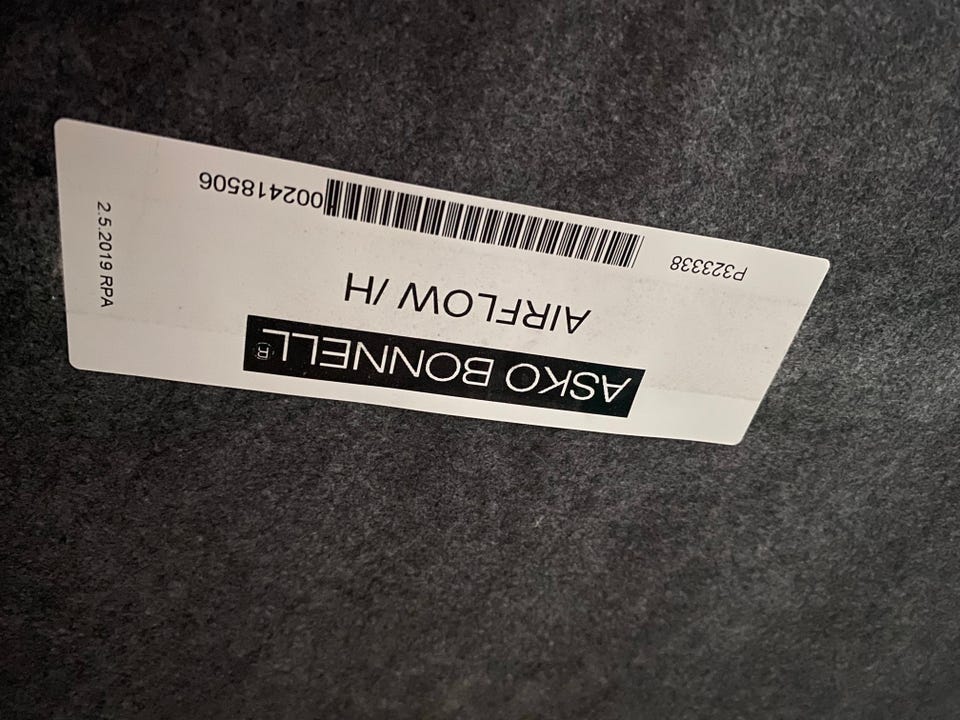 ASKO BONNELL®
AIRFLOW /H
P323338
002418506
2.5.2019 RPA